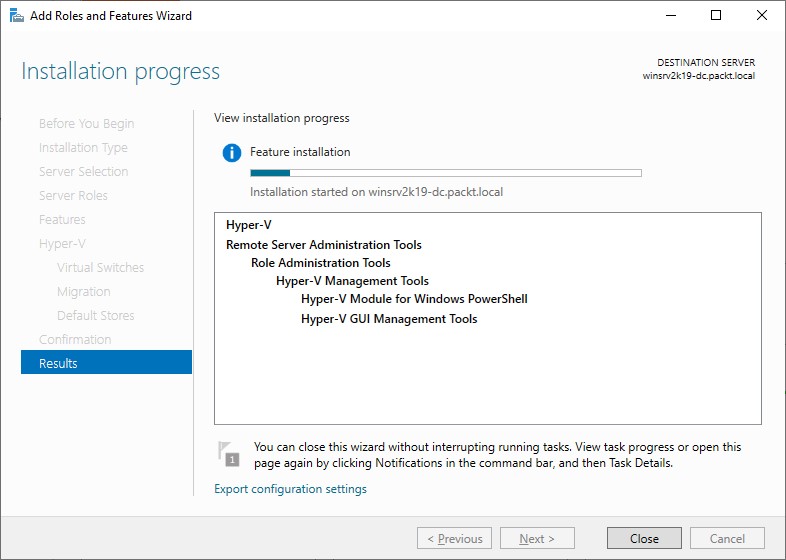 Add Roles and Features Wizard
Installation progress
DESTINATION SERVER
winsrv2k19-dc.packt.local
Before You Begin
Installation Type
Server Selection
Server Roles
Features
Hyper-V
Virtual Switches
Migration
Default Stores
Confirmation
Results
View installation progress
Feature installation
Installation started on winsrv2k19-dc.packt.local
Hyper-V
Remote Server Administration Tools
Role Administration Tools
Hyper-V Management Tools
Hyper-V Module for Windows PowerShell
Hyper-V GUI Management Tools
1
You can close this wizard without interrupting running tasks. View task progress or open this
page again by clicking Notifications in the command bar, and then Task Details.
Export configuration settings
< Previous
Next >
Close
Cancel